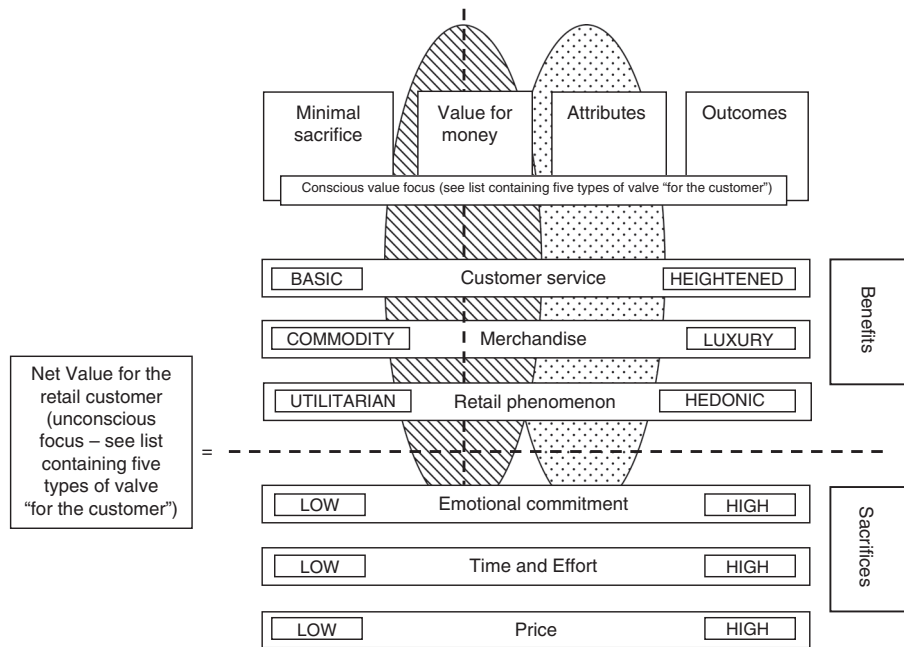 Minimal
sacrifice
Value for
money
Attributes
Outcomes
Conscious value focus (see list containing five types of valve “for the customer”)
BASIC Customer service HEIGHTENED
COMMODITY Merchandise LUXURY
UTILITARIAN Retail phenomenon HEDONIC
Benefits
Net Value for the
retail customer
(unconscious
focus – see list
containing five
types of valve
“for the customer”)
=
LOW Emotional commitment HIGH
LOW Time and Effort HIGH
LOW Price HIGH
Sacrifices